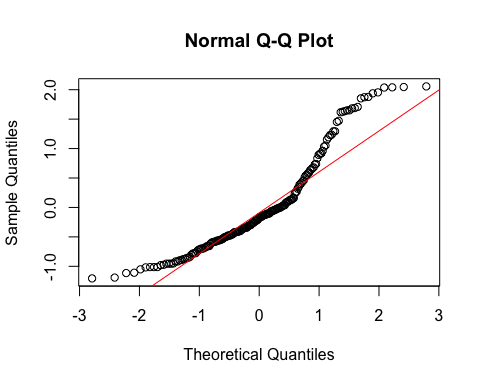 Normal Q-Q Plot
Sample Quantiles
2.0
1.0
0.0
-1.0
-3 -2 -1 0 1 2 3
Theoretical Quantiles